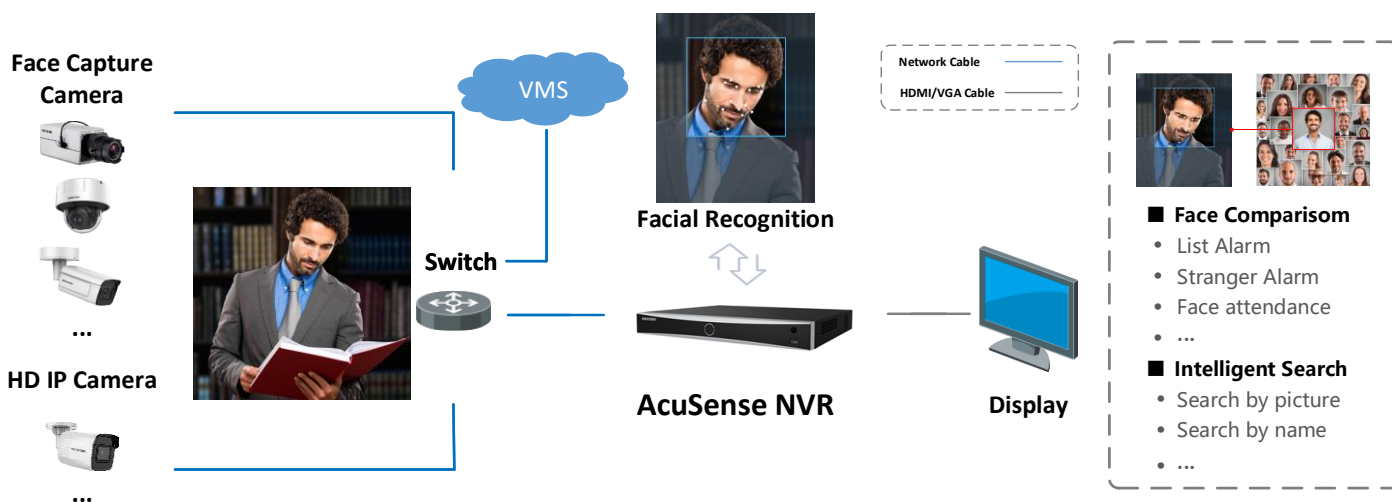 Face Capture
Camera
...
HD IP Camera
...
VMS
Switch
Facial Recognition
AcuSense NVR
Network Cable
HDMI/VGA Cable
Display
■ Face Comparisom
• List Alarm
• Stranger Alarm
• Face attendance
• ...
■ Intelligent Search
• Search by picture
• Search by name
• ...